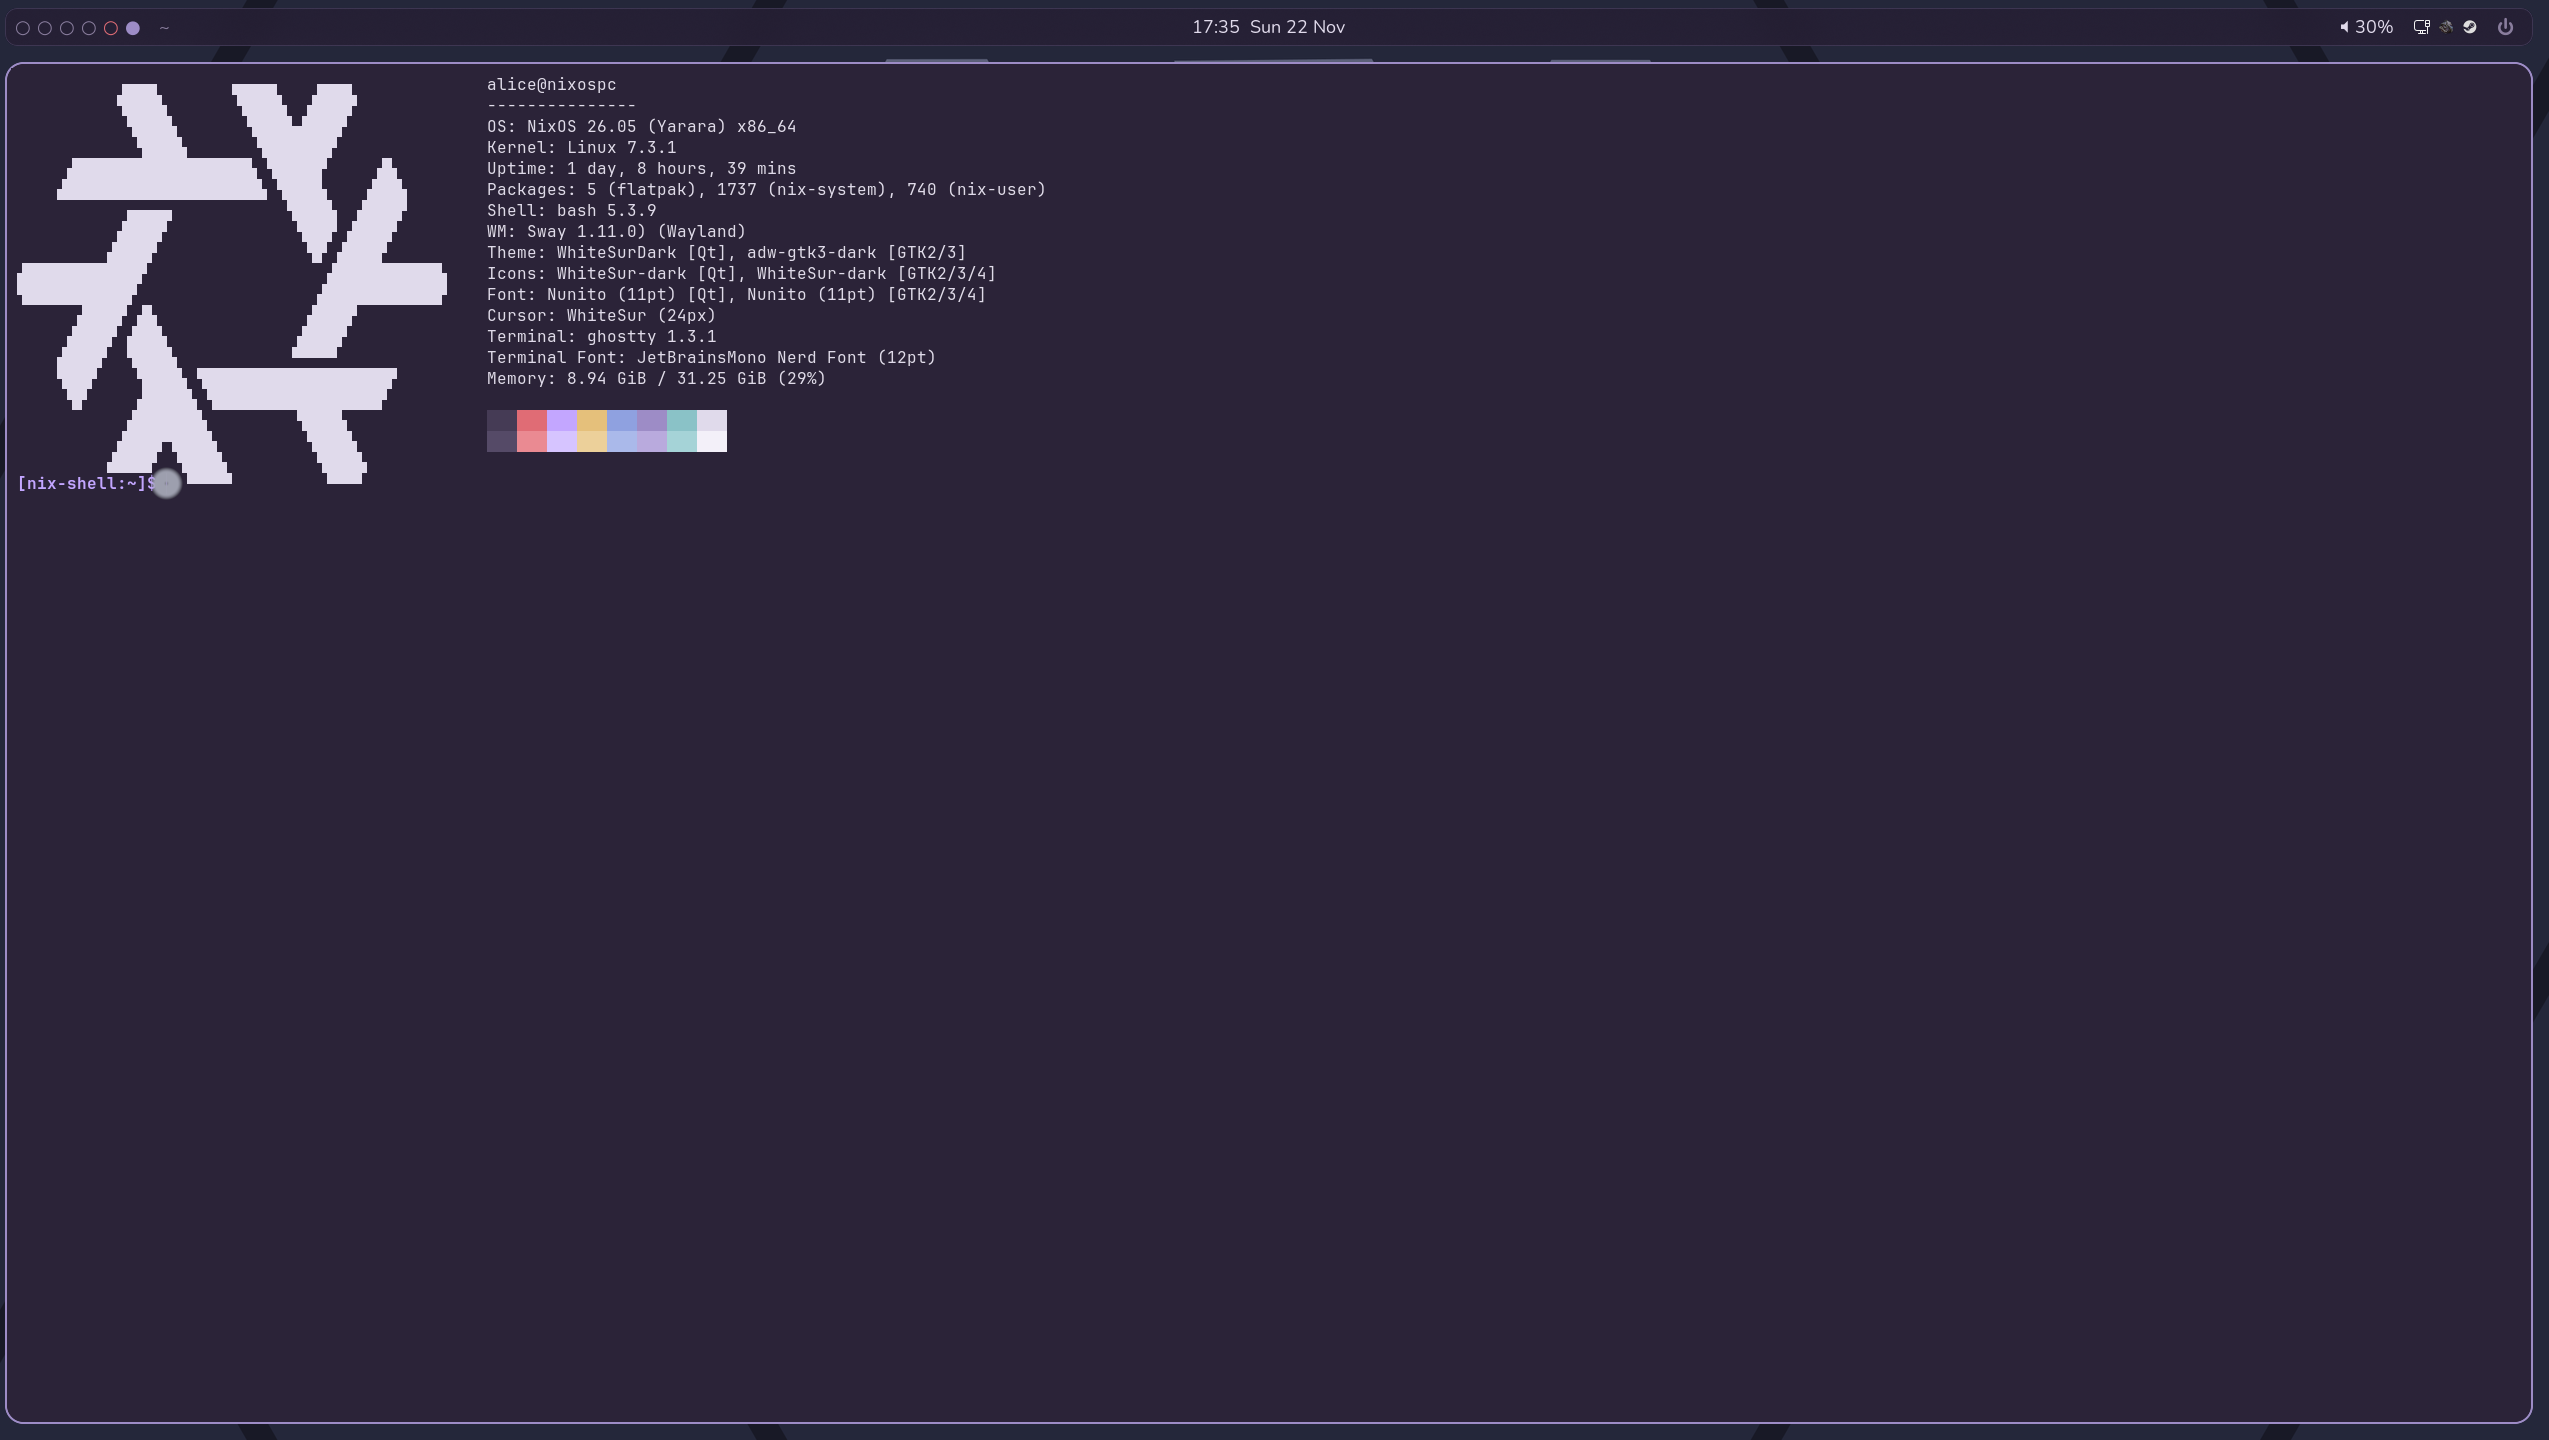 ~
17:35 Sun 22 Nov
30%
alice@nixospc
---------------
OS: NixOS 26.05 (Yarara) x86_64
Kernel: Linux 7.3.1
Uptime: 1 day, 8 hours, 39 mins
Packages: 5 (flatpak), 1737 (nix-system), 740 (nix-user)
Shell: bash 5.3.9
WM: Sway 1.11.0) (Wayland)
Theme: WhiteSurDark [Qt], adw-gtk3-dark [GTK2/3]
Icons: WhiteSur-dark [Qt], WhiteSur-dark [GTK2/3/4]
Font: Nunito (11pt) [Qt], Nunito (11pt) [GTK2/3/4]
Cursor: WhiteSur (24px)
Terminal: ghostty 1.3.1
Terminal Font: JetBrainsMono Nerd Font (12pt)
Memory: 8.94 GiB / 31.25 GiB (29%)
[nix-shell:~]$